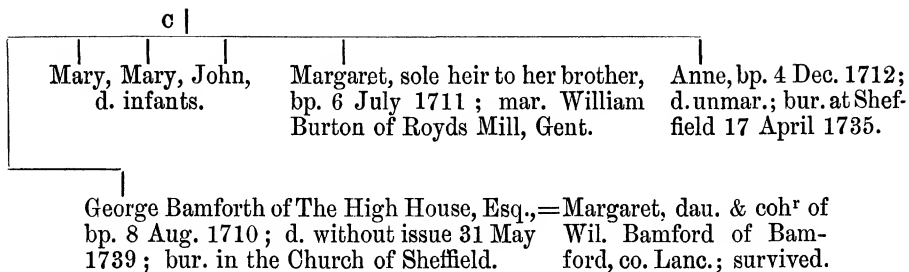 C
Mary, Mary, John,
d. infants.
Margaret, sole heir to her brother,
bp. 6 July 1711 ; mar. William
Burton of Royds Mill, Gent.
Anne, bp. 4 Dec. 1712;
d. unmar.; bur. at Shef-
field 17 April 1735.
George Bamforth of The High House, Esq.,=
bp. 8 Aug. 1710 ; d. without issue 31 May
1739 ; bur. in the Church of Sheffield.
Margaret, dau. & cohʳ of
Wil. Bamford of Bam-
ford, co. Lanc.; survived.